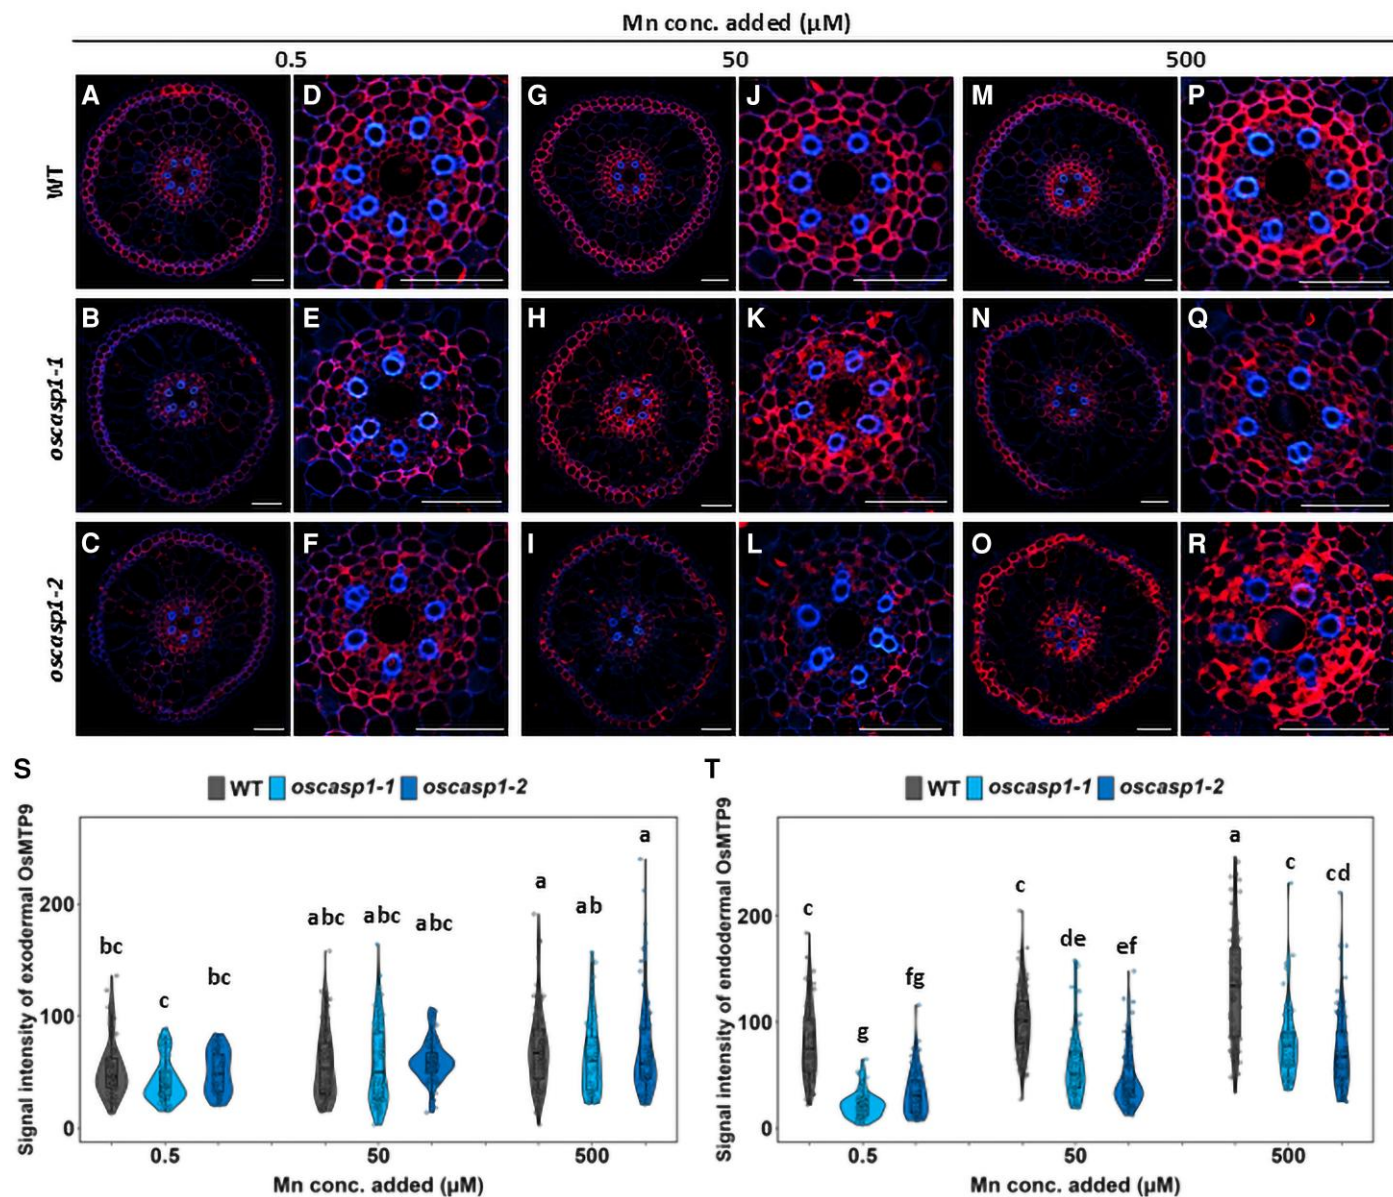 Mn conc. added (µM)
0.5 50 500
A D G J M P
WT
B E H K N Q
oscasp1-1
C F I L O R
oscasp1-2
S T
WT oscasp1-1 oscasp1-2
WT oscasp1-1 oscasp1-2
Signal intensity of exodermal OsMTP9
200
100
0
bc c bc abc abc abc a ab a
0.5 50 500
Mn conc. added (µM)
Signal intensity of endodermal OsMTP9
200
100
0
c g fg c de ef a c cd
0.5 50 500
Mn conc. added (µM)